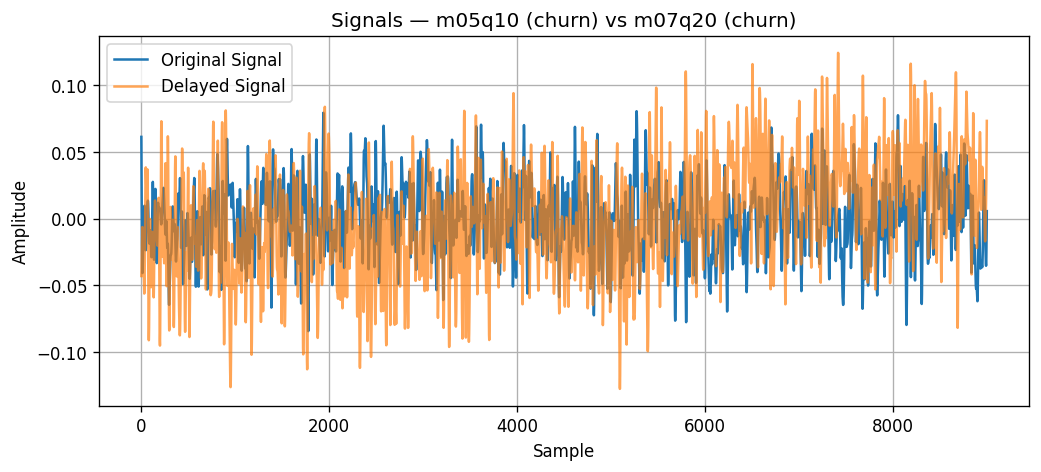 Signals — m05q10 (churn) vs m07q20 (churn)
Original Signal
Delayed Signal
0.10
0.05
0.00
−0.05
−0.10
Amplitude
0 2000 4000 6000 8000
Sample